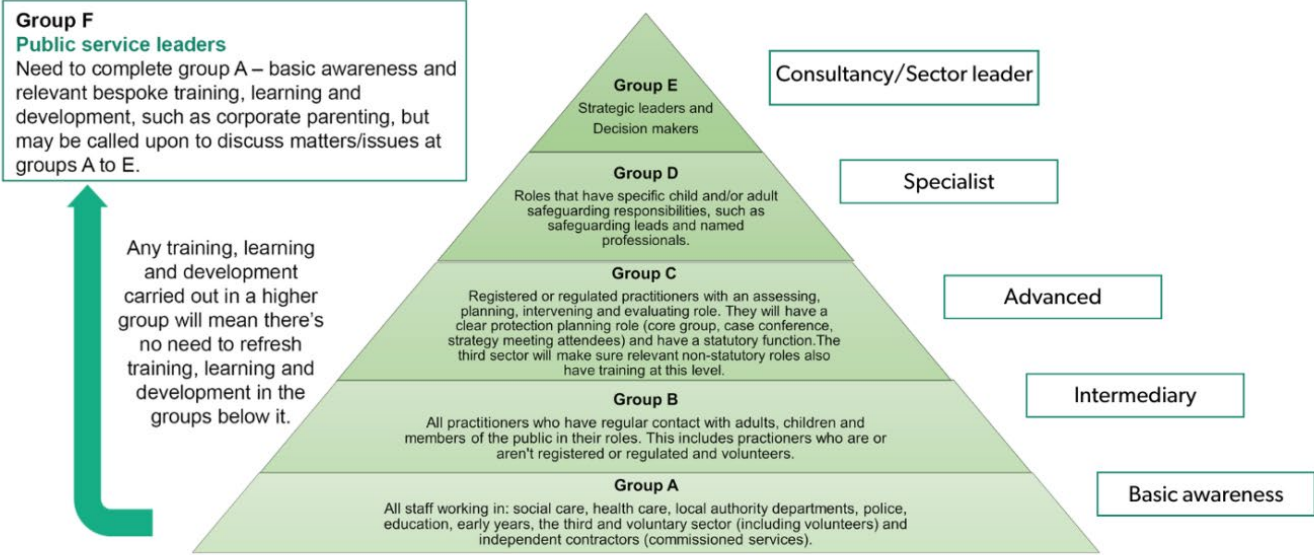 Group F
Public service leaders
Need to complete group A – basic awareness and
relevant bespoke training, learning and
development, such as corporate parenting, but
may be called upon to discuss matters/issues at
groups A to E.
Any training, learning
and development
carried out in a higher
group will mean there’s
no need to refresh
training, learning and
development in the
groups below it.
Group E
Strategic leaders and
Decision makers
Consultancy/Sector leader
Group D
Roles that have specific child and/or adult
safeguarding responsibilities, such as
safeguarding leads and named
professionals.
Specialist
Group C
Registered or regulated practitioners with an assessing,
planning, intervening and evaluating role. They will have a
clear protection planning role (core group, case conference,
strategy meeting attendees) and have a statutory function.The
third sector will make sure relevant non-statutory roles also
have training at this level.
Advanced
Group B
All practitioners who have regular contact with adults, children and
members of the public in their roles. This includes practioners who are or
aren't registered or regulated and volunteers.
Intermediary
Group A
All staff working in: social care, health care, local authority departments, police,
education, early years, the third and voluntary sector (including volunteers) and
independent contractors (commissioned services).
Basic awareness